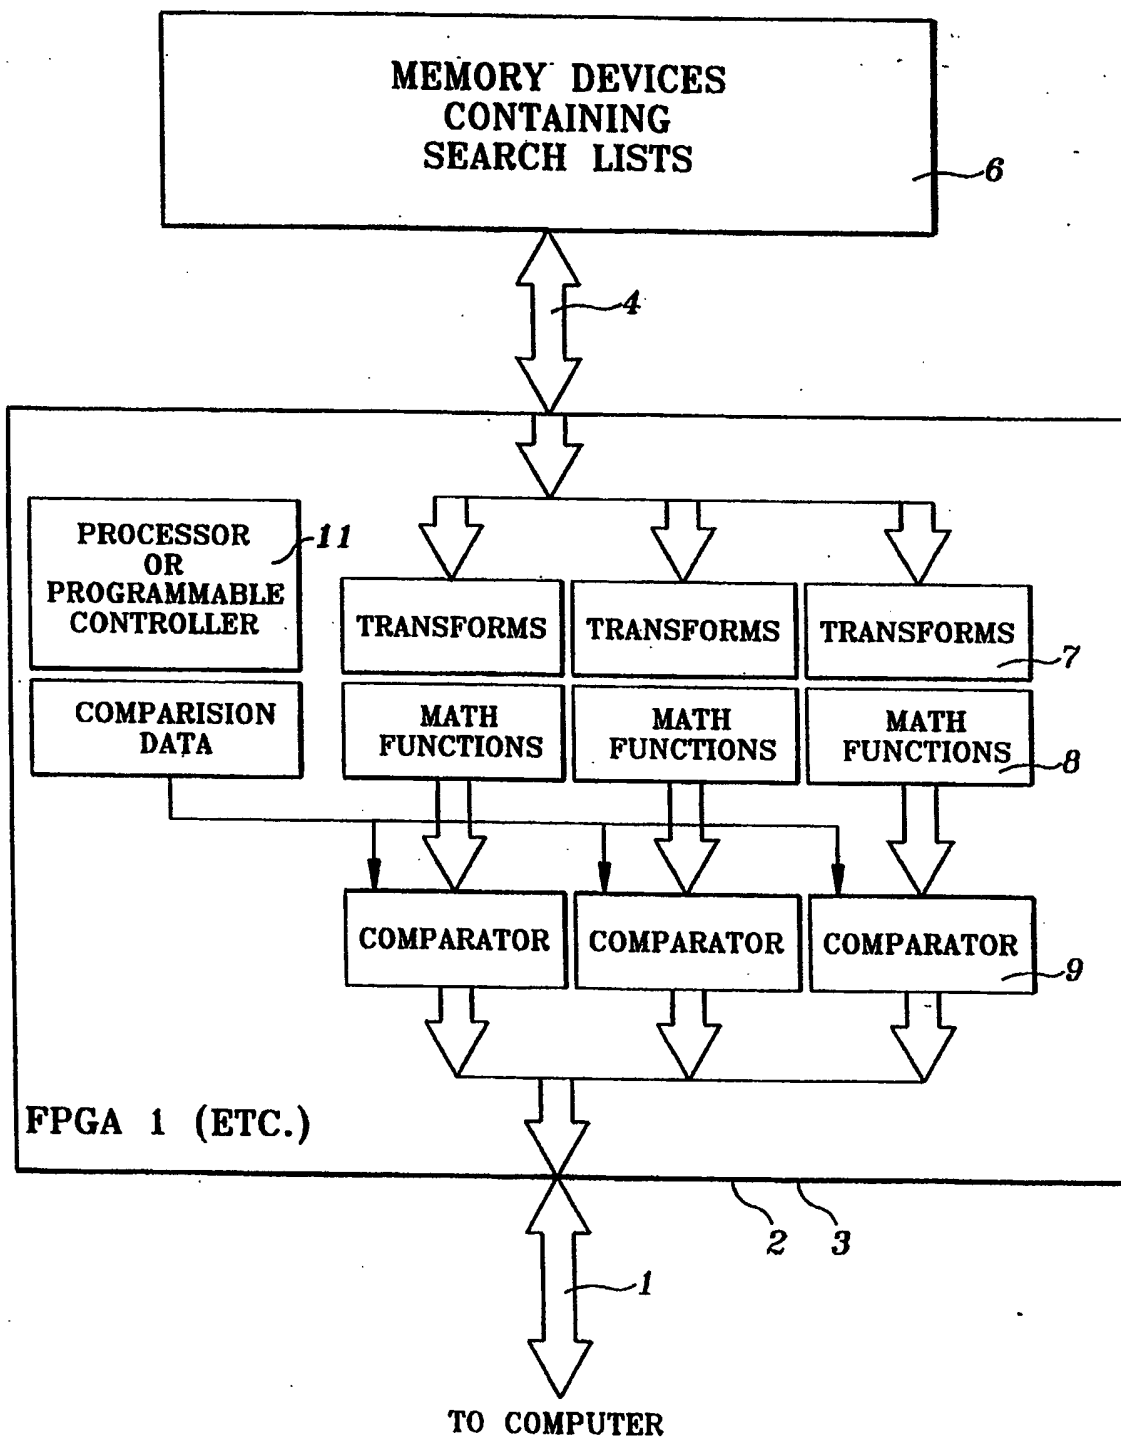 MEMORY DEVICES
CONTAINING
SEARCH LISTS
6
4
PROCESSOR
OR
PROGRAMMABLE
CONTROLLER
11
TRANSFORMS
TRANSFORMS
TRANSFORMS
7
COMPARISION
DATA
MATH
FUNCTIONS
MATH
FUNCTIONS
MATH
FUNCTIONS
8
COMPARATOR
COMPARATOR
COMPARATOR
9
FPGA 1 (ETC.)
2
3
1
TO COMPUTER